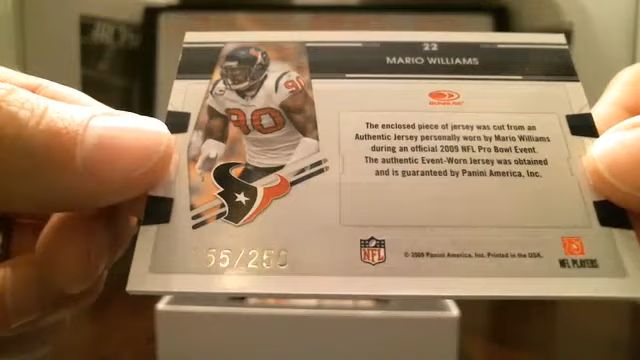 22
MARIO WILLIAMS
DONRUSS
90
The enclosed piece of jersey was cut from an
Authentic Jersey personally worn by Mario Williams
during an official 2009 NFL Pro Bowl Event.
The authentic Event-Worn Jersey was obtained
and is guaranteed by Panini America, Inc.
NFL
© 2009 Panini America, Inc. Printed in the USA.
NFL PLAYERS